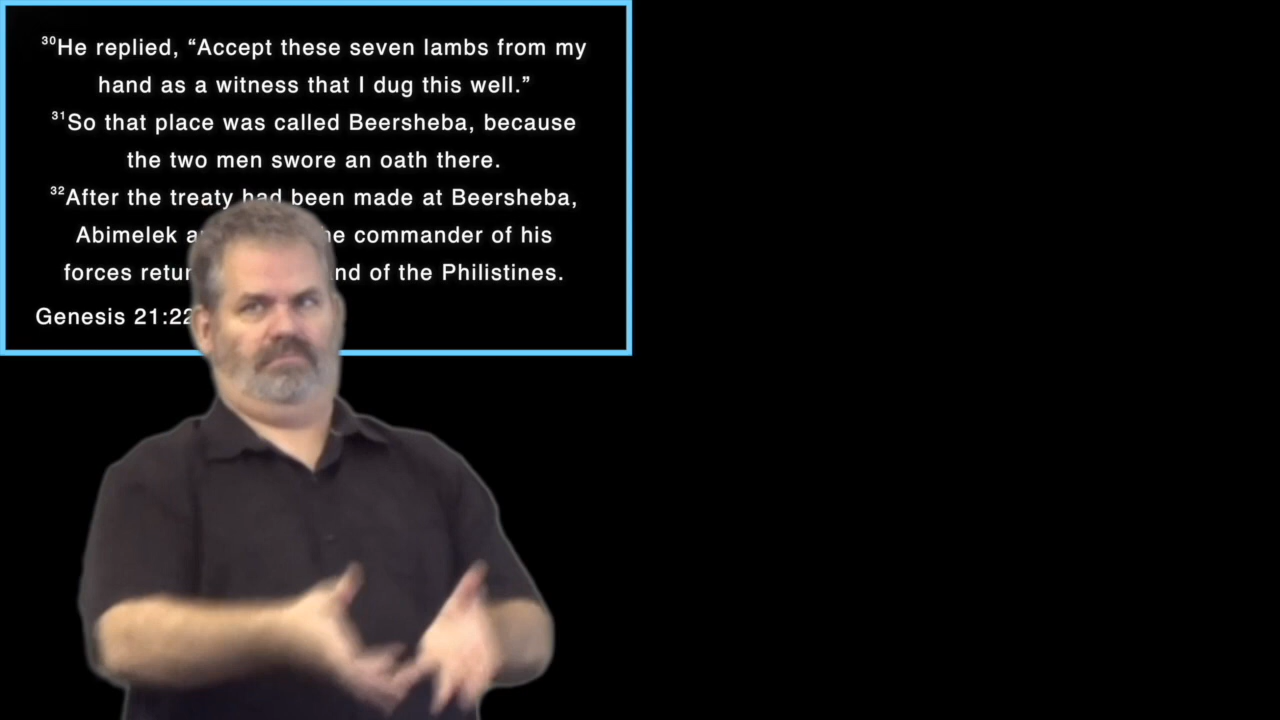 ³⁰He replied, “Accept these seven lambs from my
hand as a witness that I dug this well.”
³¹So that place was called Beersheba, because
the two men swore an oath there.
³²After the treaty had been made at Beersheba,
Abimelek commander of his
forces of the Philistines.
Genesis 21:22